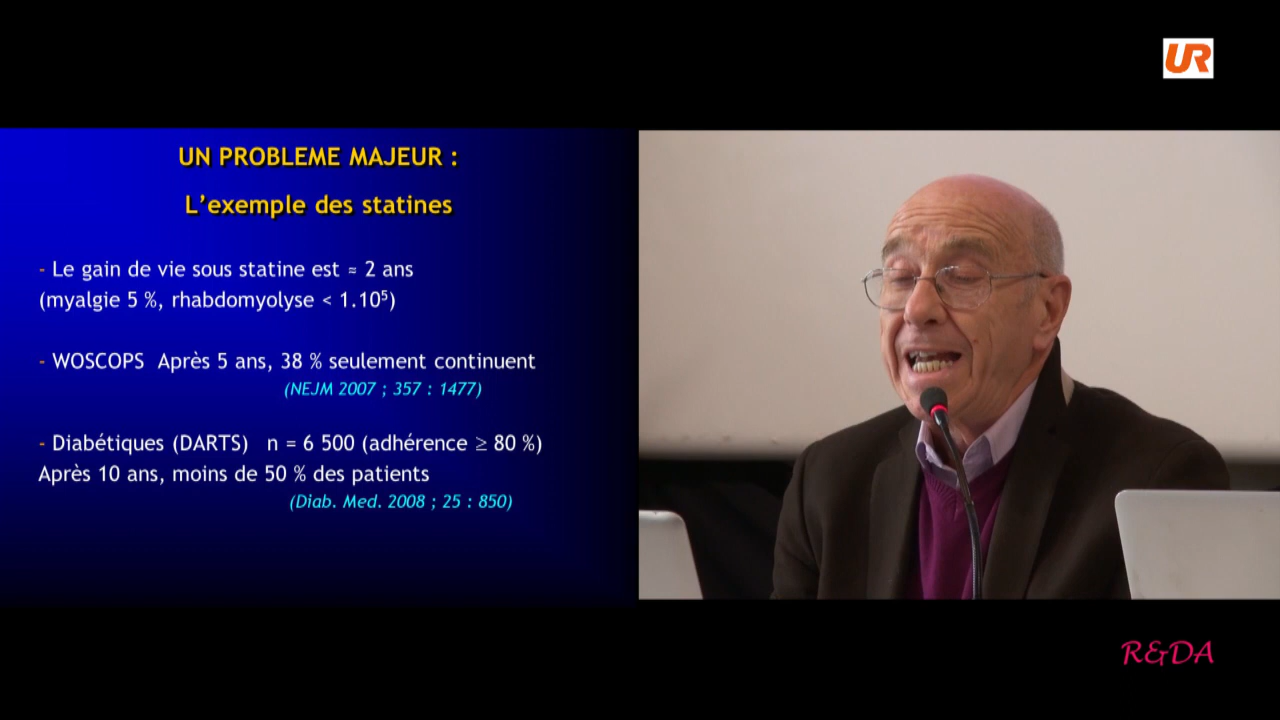 UR
UN PROBLEME MAJEUR :
L’exemple des statines
- Le gain de vie sous statine est ≈ 2 ans
(myalgie 5 %, rhabdomyolyse < 1.10⁵)
- WOSCOPS Après 5 ans, 38 % seulement continuent
(NEJM 2007 ; 357 : 1477)
- Diabétiques (DARTS) n = 6 500 (adhérence ≥ 80 %)
Après 10 ans, moins de 50 % des patients
(Diab. Med. 2008 ; 25 : 850)
R&DA